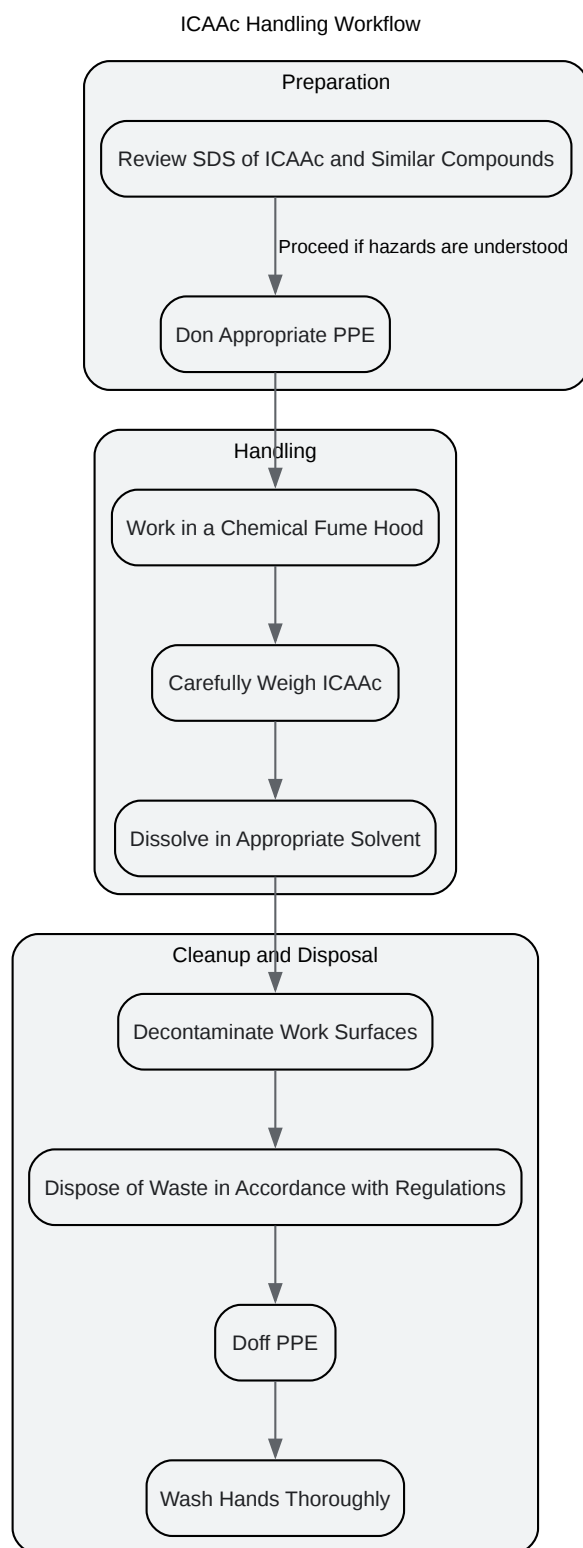 ICAAc Handling Workflow
Preparation
Review SDS of ICAAc and Similar Compounds
Proceed if hazards are understood
Don Appropriate PPE
Handling
Work in a Chemical Fume Hood
Carefully Weigh ICAAc
Dissolve in Appropriate Solvent
Cleanup and Disposal
Decontaminate Work Surfaces
Dispose of Waste in Accordance with Regulations
Doff PPE
Wash Hands Thoroughly